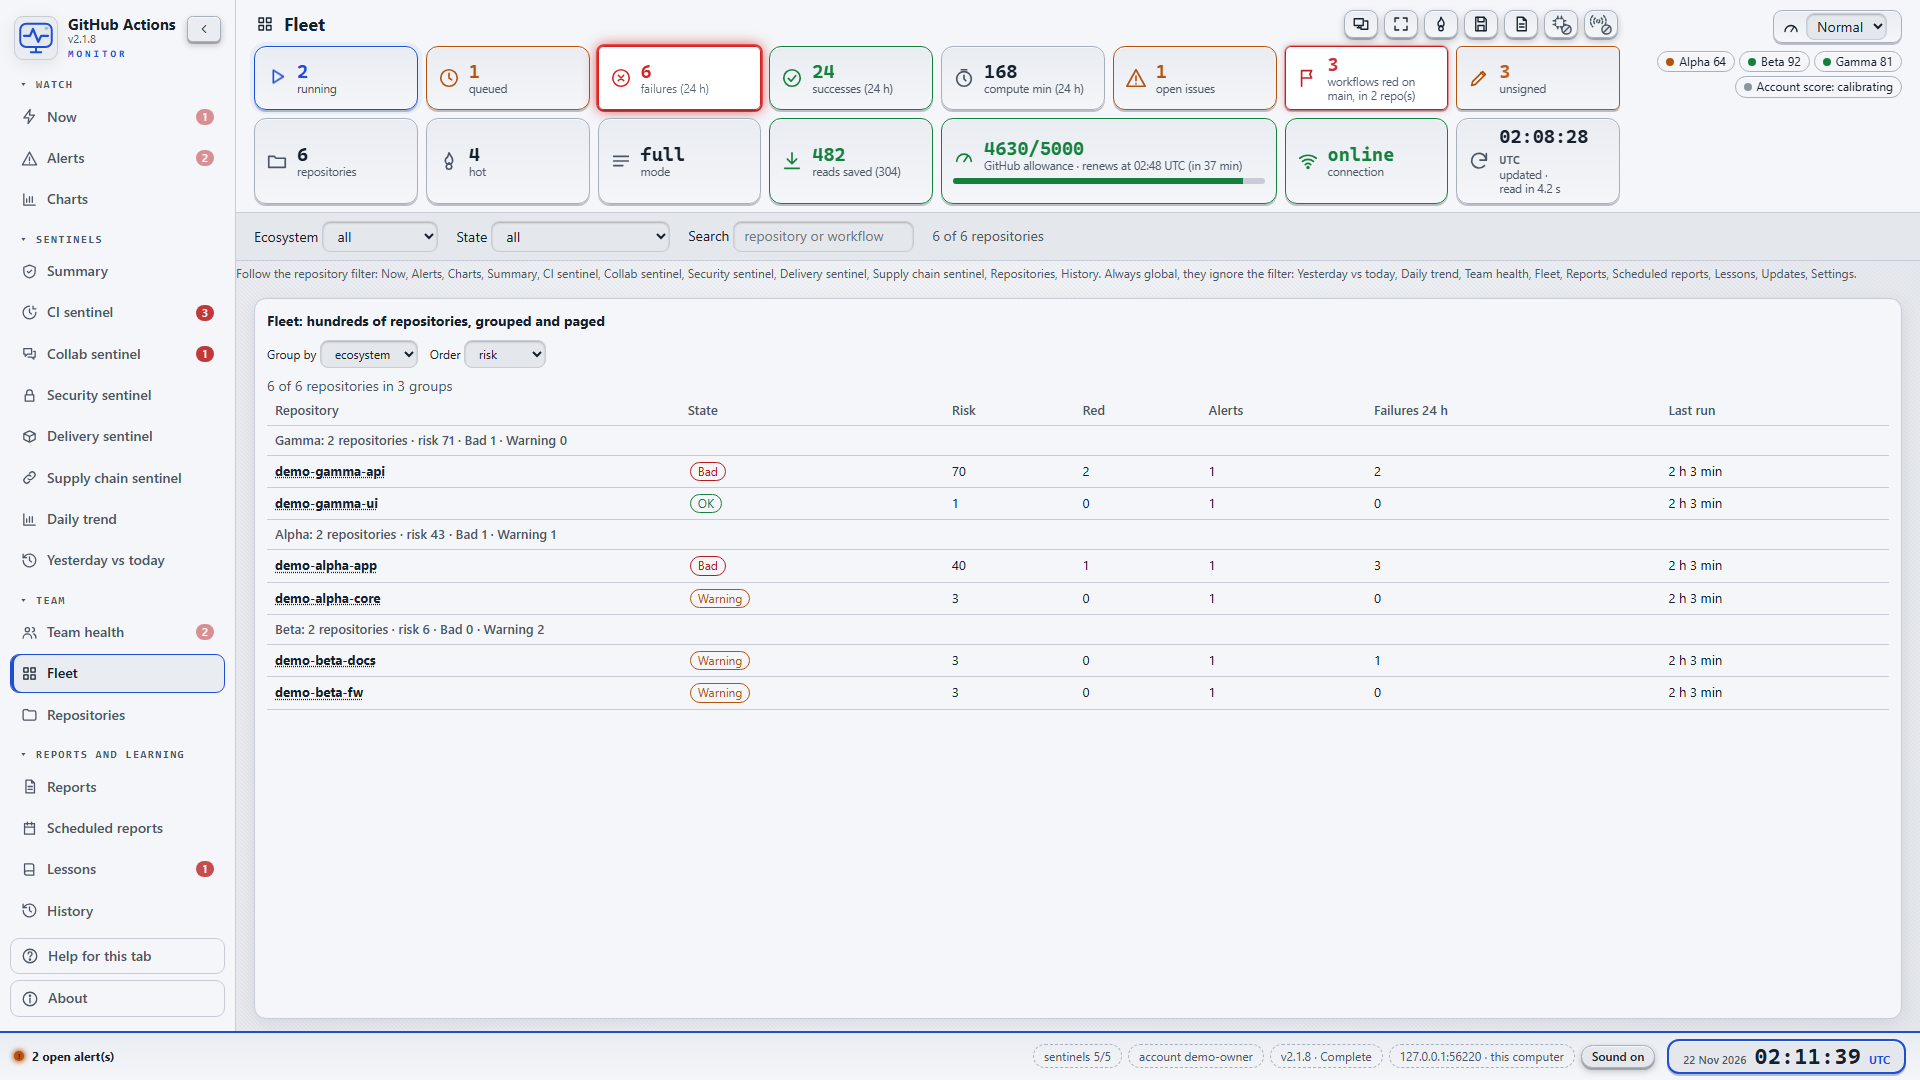 GitHub Actions
v2.1.8
MONITOR
WATCH
Now 1
Alerts 2
Charts
SENTINELS
Summary
CI sentinel 3
Collab sentinel 1
Security sentinel
Delivery sentinel
Supply chain sentinel
Daily trend
Yesterday vs today
TEAM
Team health 2
Fleet
Repositories
REPORTS AND LEARNING
Reports
Scheduled reports
Lessons 1
History
Help for this tab
About
Fleet
Normal
2
running
1
queued
6
failures (24 h)
24
successes (24 h)
168
compute min (24 h)
1
open issues
3
workflows red on
main, in 2 repo(s)
3
unsigned
Alpha 64
Beta 92
Gamma 81
Account score: calibrating
6
repositories
4
hot
full
mode
482
reads saved (304)
4630/5000
GitHub allowance · renews at 02:48 UTC (in 37 min)
online
connection
02:08:28
UTC
updated ·
read in 4.2 s
Ecosystem all State all Search repository or workflow 6 of 6 repositories
Follow the repository filter: Now, Alerts, Charts, Summary, CI sentinel, Collab sentinel, Security sentinel, Delivery sentinel, Supply chain sentinel, Repositories, History. Always global, they ignore the filter: Yesterday vs today, Daily trend, Team health, Fleet, Reports, Scheduled reports, Lessons, Updates, Settings.
Fleet: hundreds of repositories, grouped and paged
Group by ecosystem Order risk
6 of 6 repositories in 3 groups
Repository State Risk Red Alerts Failures 24 h Last run
Gamma: 2 repositories · risk 71 · Bad 1 · Warning 0
demo-gamma-api Bad 70 2 1 2 2 h 3 min
demo-gamma-ui OK 1 0 1 0 2 h 3 min
Alpha: 2 repositories · risk 43 · Bad 1 · Warning 1
demo-alpha-app Bad 40 1 1 3 2 h 3 min
demo-alpha-core Warning 3 0 1 0 2 h 3 min
Beta: 2 repositories · risk 6 · Bad 0 · Warning 2
demo-beta-docs Warning 3 0 1 1 2 h 3 min
demo-beta-fw Warning 3 0 1 0 2 h 3 min
2 open alert(s)
sentinels 5/5
account demo-owner
v2.1.8 · Complete
127.0.0.1:56220 · this computer
Sound on
22 Nov 2026 02:11:39 UTC